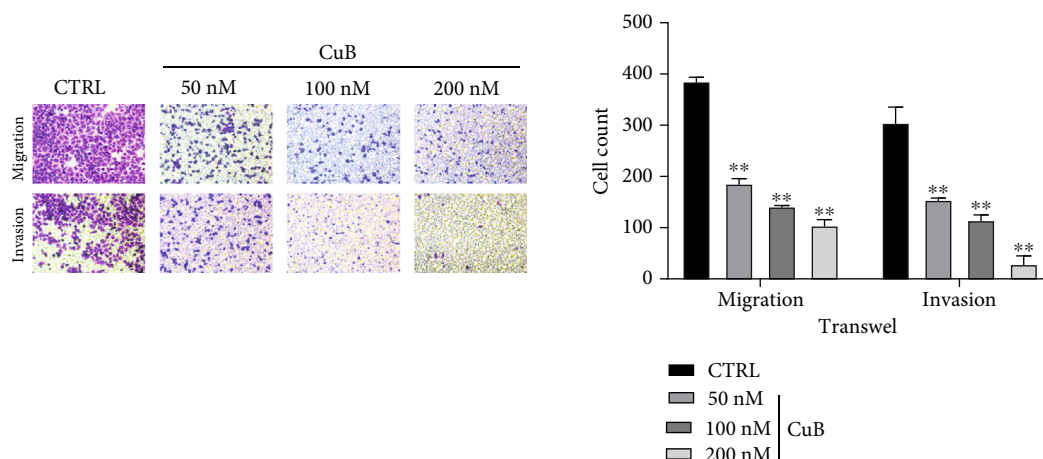 CuB
CTRL
50 nM
100 nM
200 nM
Migration
Invasion
500
400
300
200
100
0
Cell count
**
**
**
**
**
**
Migration
Invasion
Transwel
CTRL
50 nM
100 nM
200 nM
CuB